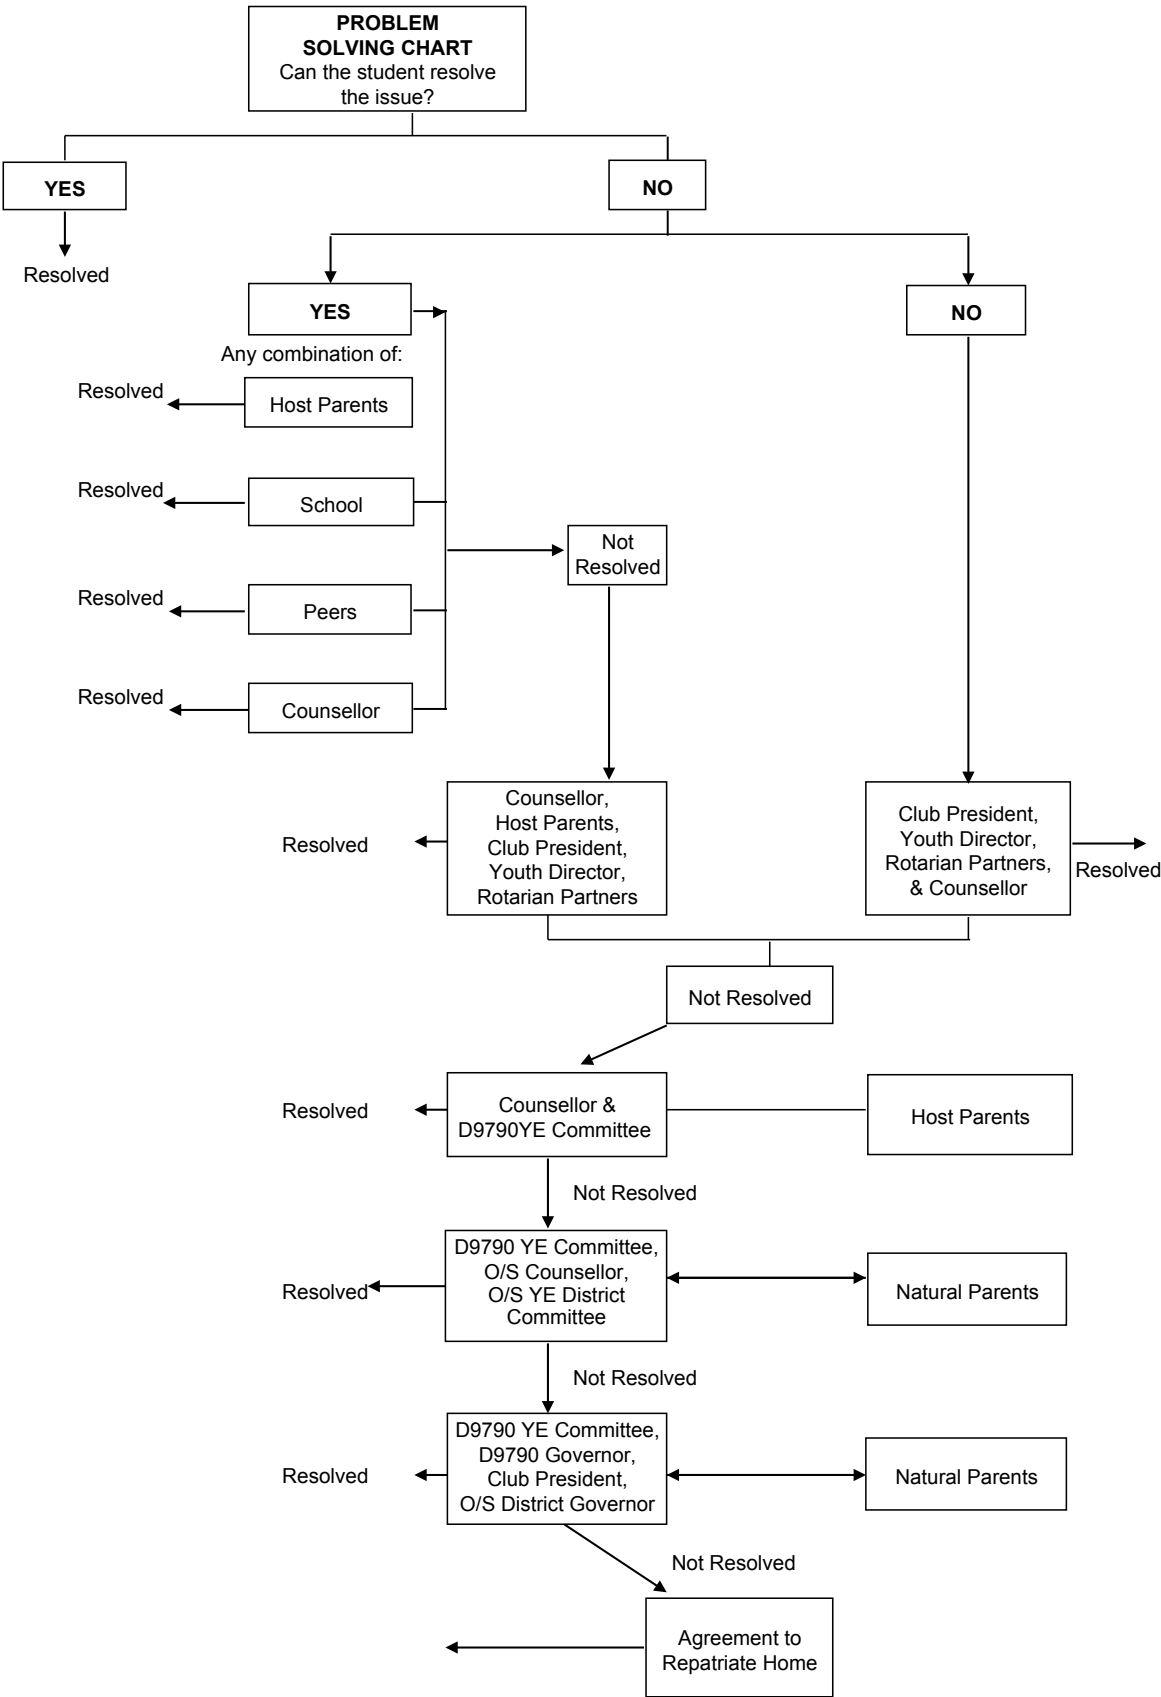 PROBLEM
SOLVING CHART
Can the student resolve
the issue?
YES
NO
Resolved
YES
NO
Any combination of:
Resolved
Host Parents
Resolved
School
Not
Resolved
Resolved
Peers
Resolved
Counsellor
Counsellor,
Host Parents,
Club President,
Youth Director,
Rotarian Partners
Resolved
Club President,
Youth Director,
Rotarian Partners,
& Counsellor
Resolved
Not Resolved
Resolved
Counsellor &
D9790YE Committee
Host Parents
Not Resolved
D9790 YE Committee,
O/S Counsellor,
O/S YE District
Committee
Resolved
Natural Parents
Not Resolved
D9790 YE Committee,
D9790 Governor,
Club President,
O/S District Governor
Resolved
Natural Parents
Not Resolved
Agreement to
Repatriate Home